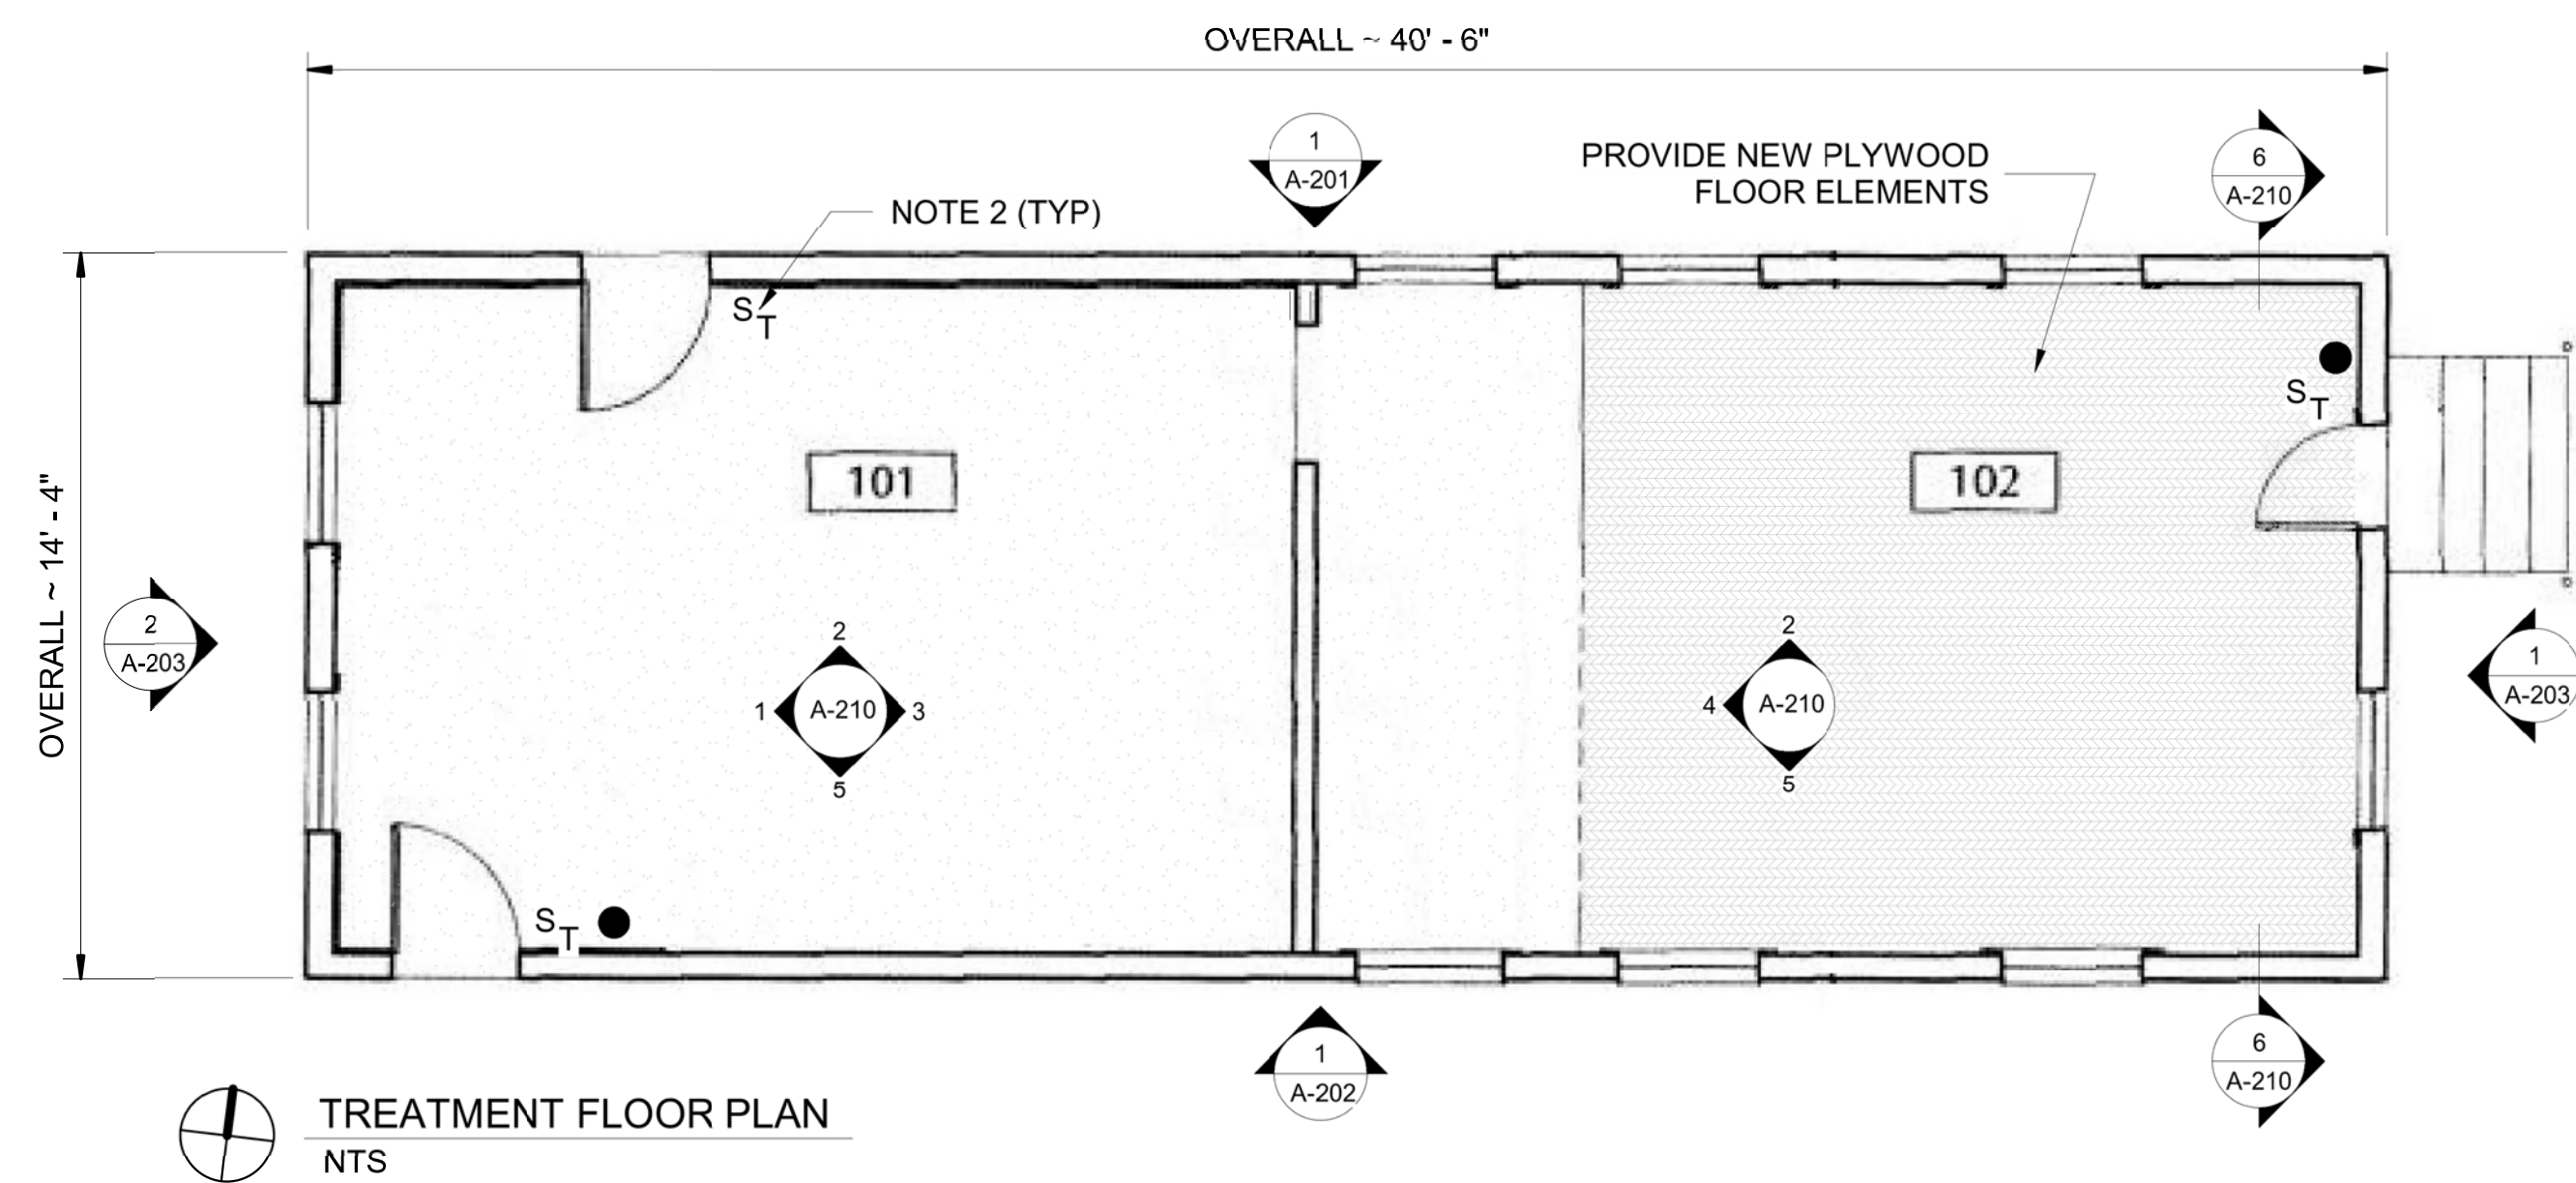 OVERALL ~ 40' - 6"
1
A-201
PROVIDE NEW PLYWOOD
FLOOR ELEMENTS
6
A-210
NOTE 2 (TYP)
S T
S T
101
102
OVERALL ~ 14' - 4"
2
A-203
2
1 A-210 3
5
2
4 A-210
5
1
A-203
S T
1
A-202
6
A-210
TREATMENT FLOOR PLAN
NTS